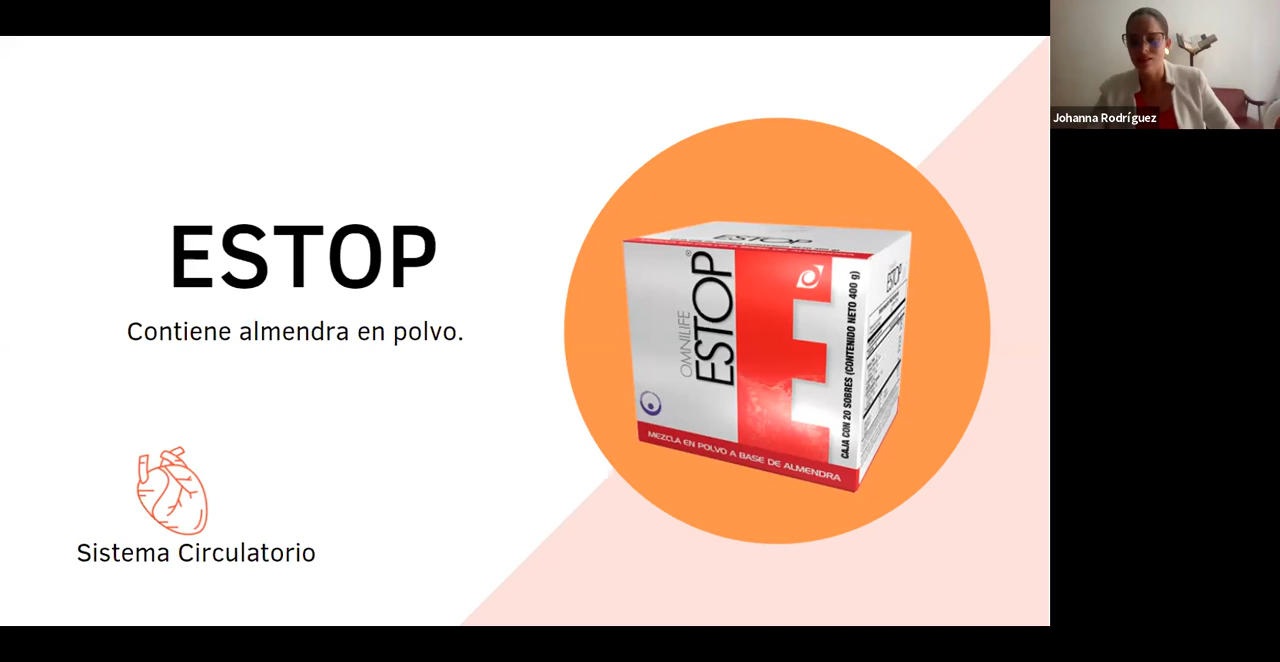 ESTOP
Contiene almendra en polvo.
Sistema Circulatorio
ESTOP
OMNILIFE
ESTOP®
CAJA CON 20 SOBRES (CONTENIDO NETO 400 g)
MEZCLA EN POLVO A BASE DE ALMENDRA
ESTOP
Johanna Rodríguez